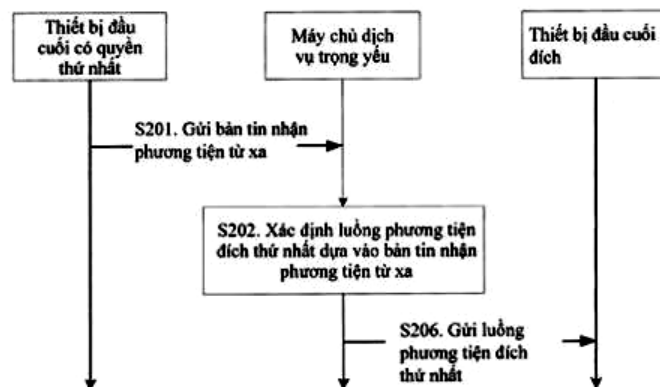 Thiết bị đầu
cuối có quyền
thứ nhất
Máy chủ dịch
vụ trọng yếu
Thiết bị đầu cuối
đích
S201. Gửi bản tin nhận
phương tiện từ xa
S202. Xác định luồng phương tiện
đích thứ nhất dựa vào bản tin nhận
phương tiện từ xa
S206. Gửi luồng
phương tiện đích
thứ nhất